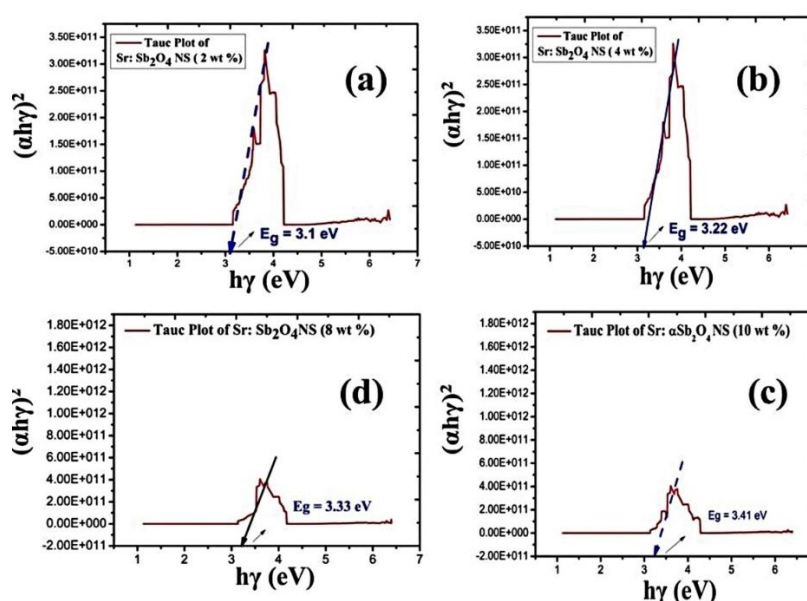 3.50E+011
3.00E+011
2.50E+011
2.00E+011
1.50E+011
1.00E+011
5.00E+010
0.00E+000
-5.00E+010
(αhγ)²
Tauc Plot of
Sr: Sb₂O₄ NS ( 2 wt %)
(a)
Eg = 3.1 eV
1 2 3 4 5 6 7
hγ (eV)
3.50E+011
3.00E+011
2.50E+011
2.00E+011
1.50E+011
1.00E+011
5.00E+010
0.00E+000
-5.00E+010
(αhγ)²
Tauc Plot of
Sr: Sb₂O₄ NS ( 4 wt %)
(b)
Eg = 3.22 eV
1 2 3 4 5 6
hγ (eV)
1.80E+012
1.60E+012
1.40E+012
1.20E+012
1.00E+012
8.00E+011
6.00E+011
4.00E+011
2.00E+011
0.00E+000
-2.00E+011
(αhγ)²
Tauc Plot of Sr: Sb₂O₄NS (8 wt %)
(d)
Eg = 3.33 eV
1 2 3 4 5 6 7
hγ (eV)
1.80E+012
1.60E+012
1.40E+012
1.20E+012
1.00E+012
8.00E+011
6.00E+011
4.00E+011
2.00E+011
0.00E+000
-2.00E+011
(αhγ)²
Tauc Plot of Sr: αSb₂O₄ NS (10 wt %)
(c)
Eg = 3.41 eV
1 2 3 4 5 6
hγ (eV)